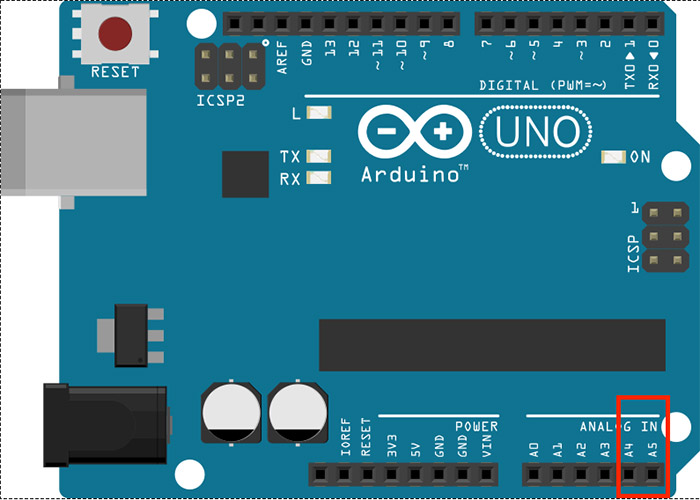 RESET
ICSP2
AREF
GND
13
12
~11
~10
~9
8
7
~6
~5
4
~3
2
TX0▶1
RX0◀0
DIGITAL (PWM=~)
L
TX
RX
Arduino™
UNO
ON
1
ICSP
POWER
ANALOG IN
IOREF
RESET
3V3
5V
GND
GND
VIN
A0
A1
A2
A3
A4
A5